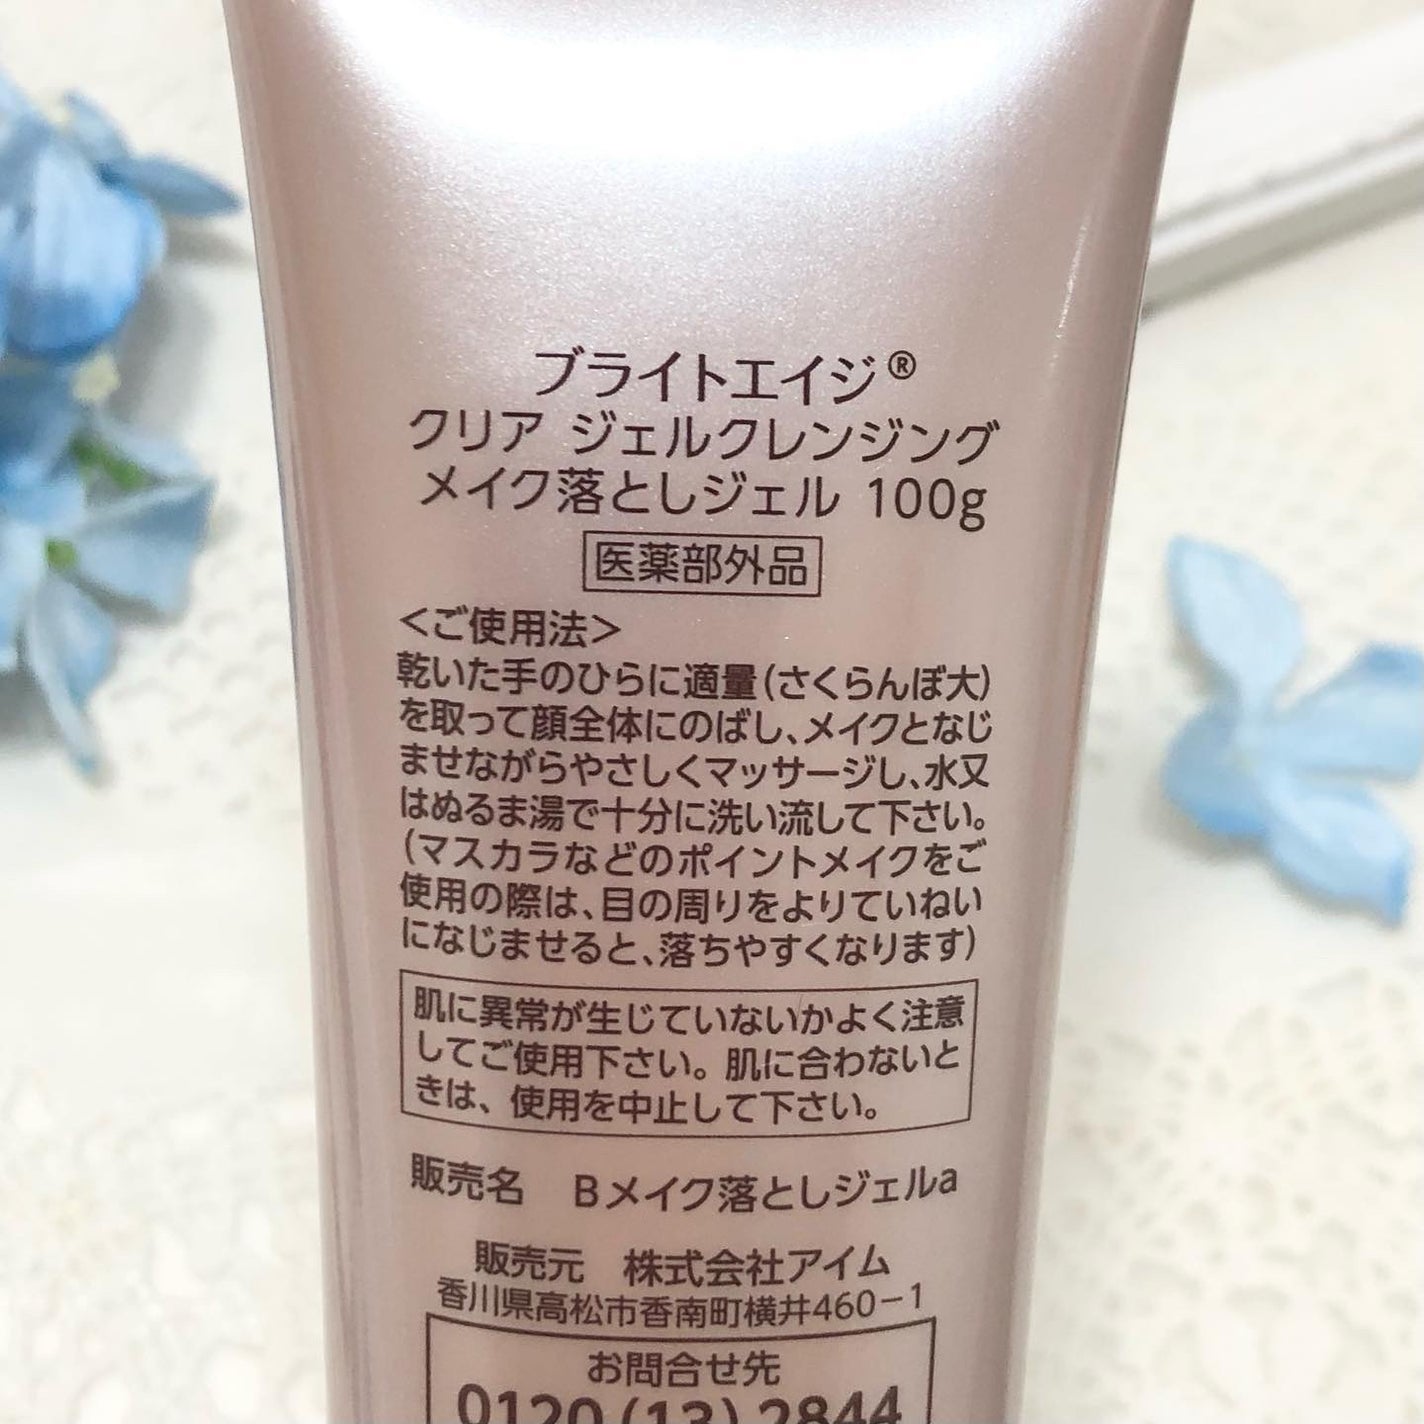 ブライトエイジ®
クリア ジェルクレンジング
メイク落としジェル 100g
医薬部外品
＜ご使用法＞
乾いた手のひらに適量(さくらんぼ大)
を取って顔全体にのばし、メイクとなじ
ませながらやさしくマッサージし、水又
はぬるま湯で十分に洗い流して下さい。
(マスカラなどのポイントメイクをご
使用の際は、目の周りをよりていねい
になじませると、落ちやすくなります)
肌に異常が生じていないかよく注意
してご使用下さい。肌に合わないと
きは、使用を中止して下さい。
販売名 Bメイク落としジェルa
販売元 株式会社アイム
香川県高松市香南町横井460-1
お問合せ先
0120(13)2844